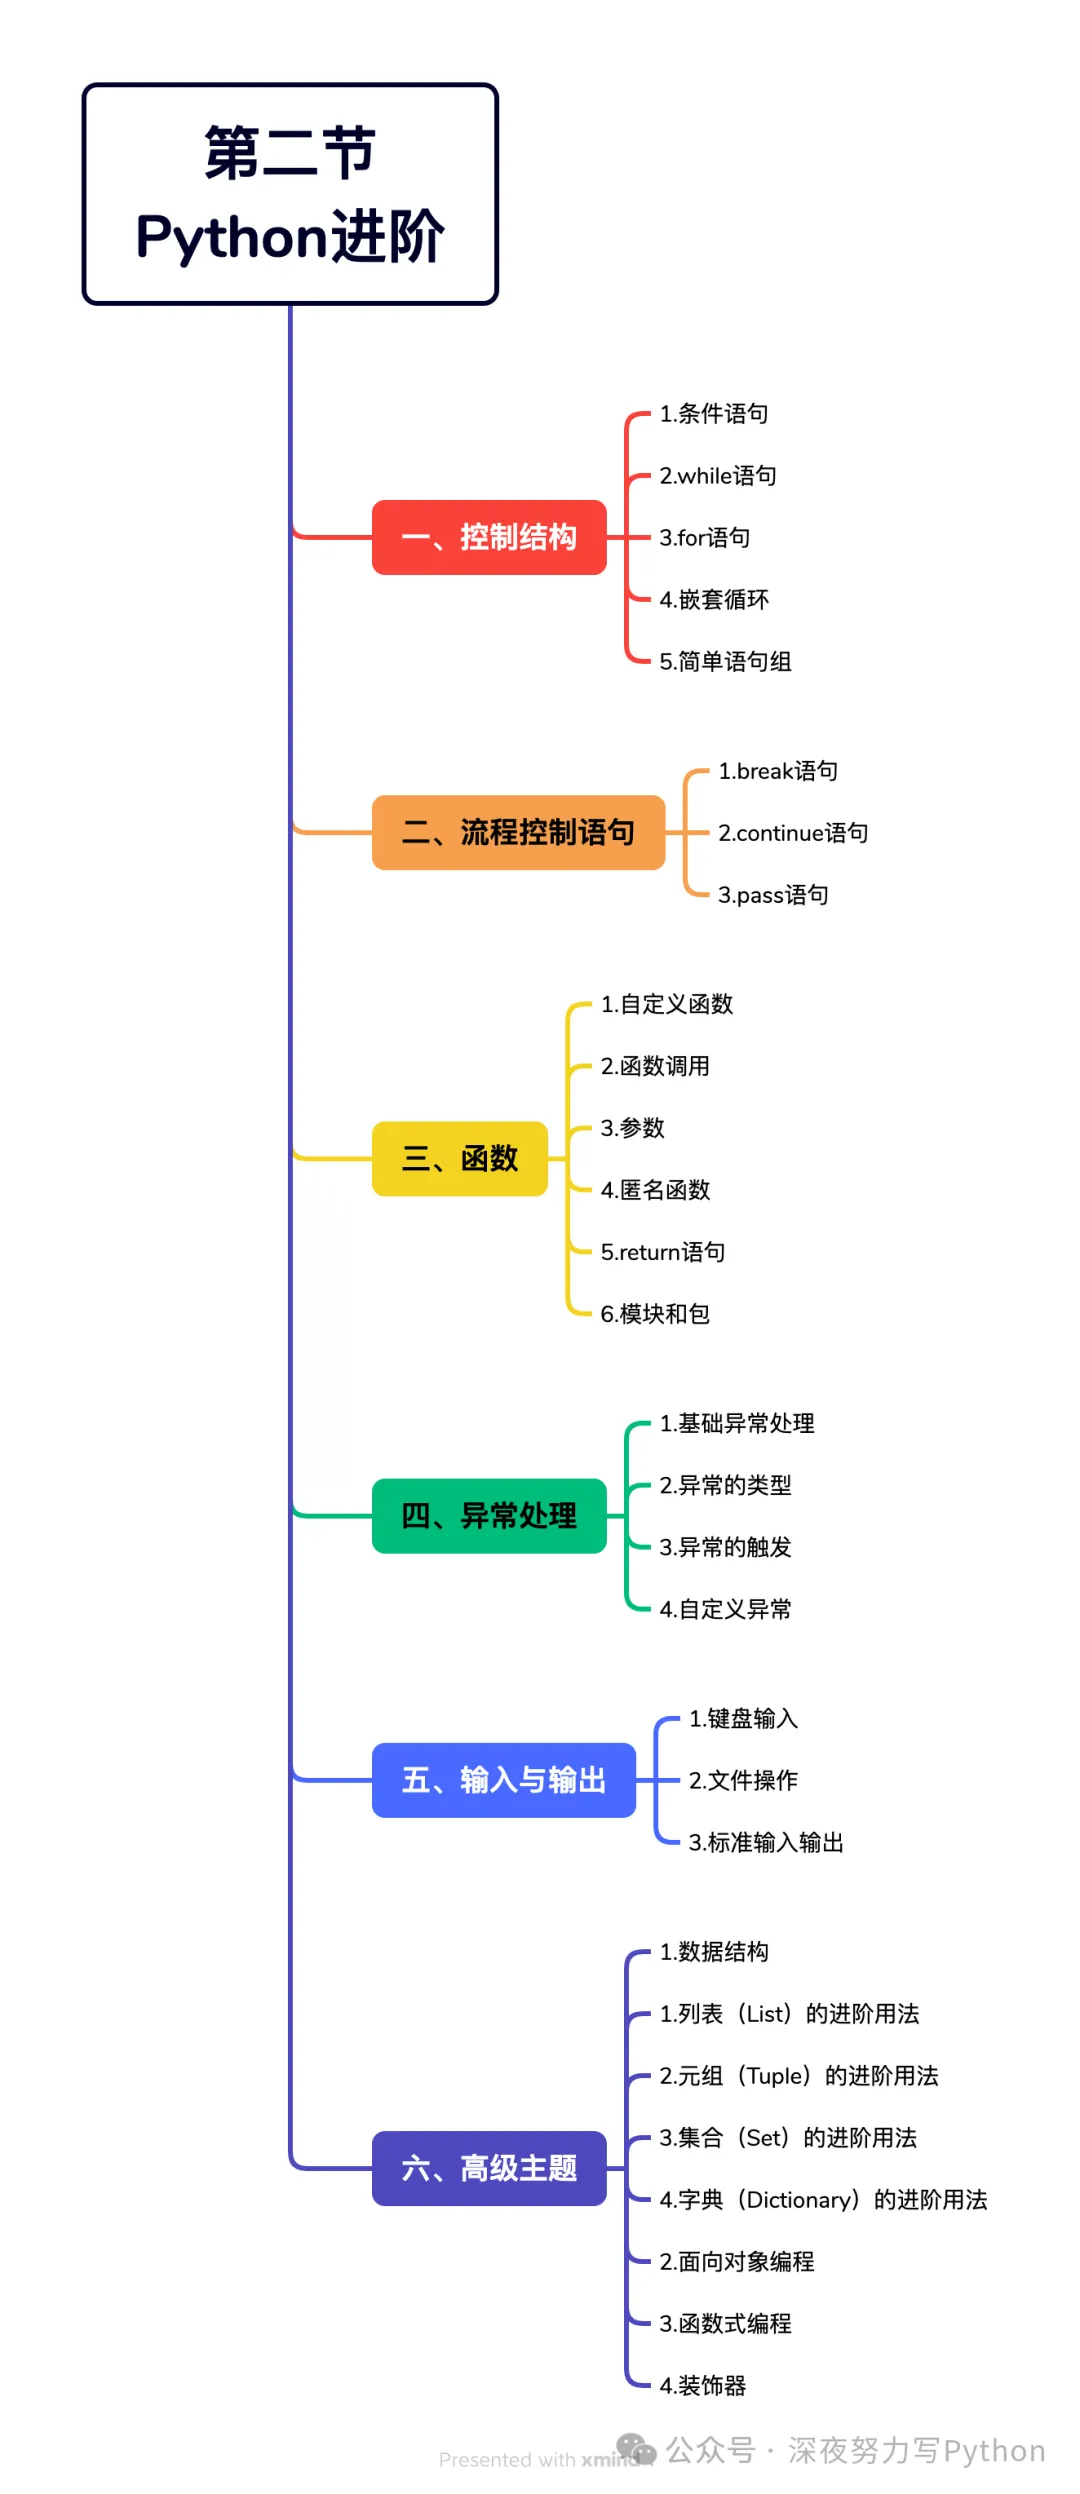 第二节
Python进阶
一、控制结构
1.条件语句
2.while语句
3.for语句
4.嵌套循环
5.简单语句组
二、流程控制语句
1.break语句
2.continue语句
3.pass语句
三、函数
1.自定义函数
2.函数调用
3.参数
4.匿名函数
5.return语句
6.模块和包
四、异常处理
1.基础异常处理
2.异常的类型
3.异常的触发
4.自定义异常
五、输入与输出
1.键盘输入
2.文件操作
3.标准输入输出
六、高级主题
1.数据结构
1.列表（List）的进阶用法
2.元组（Tuple）的进阶用法
3.集合（Set）的进阶用法
4.字典（Dictionary）的进阶用法
2.面向对象编程
3.函数式编程
4.装饰器
Presented with xmind
公众号 · 深夜努力写Python